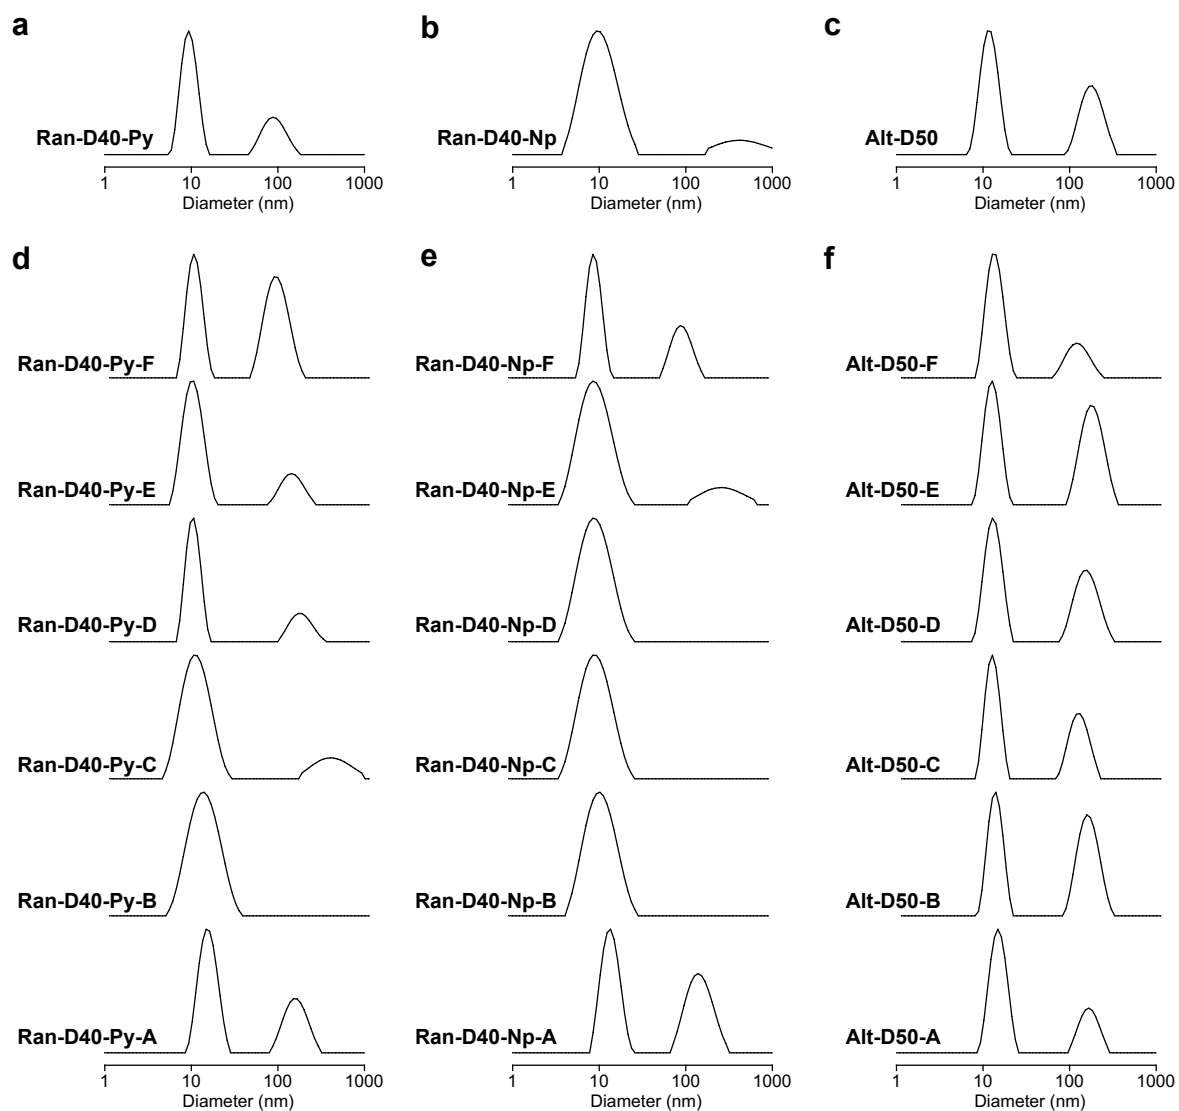 a
b
c
Ran-D40-Py
Ran-D40-Np
Alt-D50
1 10 100 1000
1 10 100 1000
1 10 100 1000
Diameter (nm)
Diameter (nm)
Diameter (nm)
d
e
f
Ran-D40-Py-F
Ran-D40-Np-F
Alt-D50-F
Ran-D40-Py-E
Ran-D40-Np-E
Alt-D50-E
Ran-D40-Py-D
Ran-D40-Np-D
Alt-D50-D
Ran-D40-Py-C
Ran-D40-Np-C
Alt-D50-C
Ran-D40-Py-B
Ran-D40-Np-B
Alt-D50-B
Ran-D40-Py-A
Ran-D40-Np-A
Alt-D50-A
1 10 100 1000
1 10 100 1000
1 10 100 1000
Diameter (nm)
Diameter (nm)
Diameter (nm)